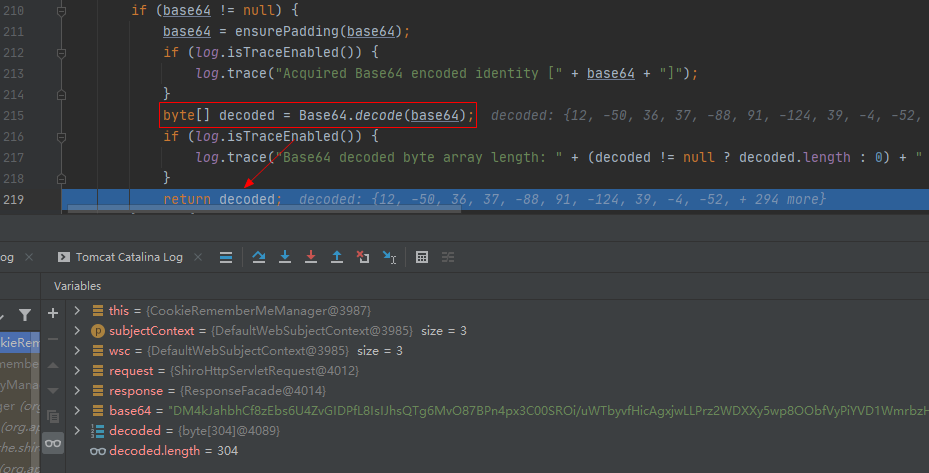 210 if (base64 != null) {
211 base64 = ensurePadding(base64);
212 if (log.isTraceEnabled()) {
213 log.trace("Acquired Base64 encoded identity [" + base64 + "]");
214 }
215 byte[] decoded = Base64.decode(base64); decoded: {12, -50, 36, 37, -88, 91, -124, 39, -4, -52,
216 if (log.isTraceEnabled()) {
217 log.trace("Base64 decoded byte array length: " + (decoded != null ? decoded.length : 0) + "
218 }
219 return decoded; decoded: {12, -50, 36, 37, -88, 91, -124, 39, -4, -52, + 294 more}
og × Tomcat Catalina Log ×
Variables
this = {CookieRememberMeManager@3987}
subjectContext = {DefaultWebSubjectContext@3985} size = 3
wsc = {DefaultWebSubjectContext@3985} size = 3
request = {ShiroHttpServletRequest@4012}
response = {ResponseFacade@4014}
base64 =
decoded = {byte[304]@4089}
decoded.length = 304
kieRem
nembe
yMana
ger (org
(org.ap
he.shir
(org.a